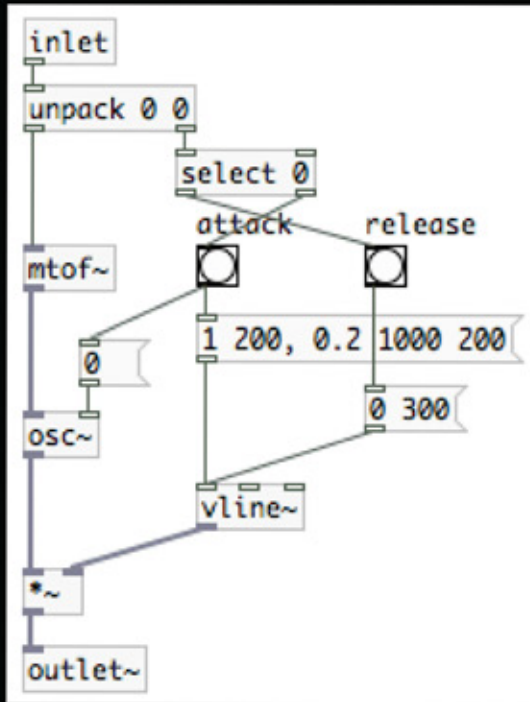 inlet
unpack 0 0
select 0
attack release
mtof~
1 200, 0.2 1000 200
0
0 300
osc~
vline~
*~
outlet~